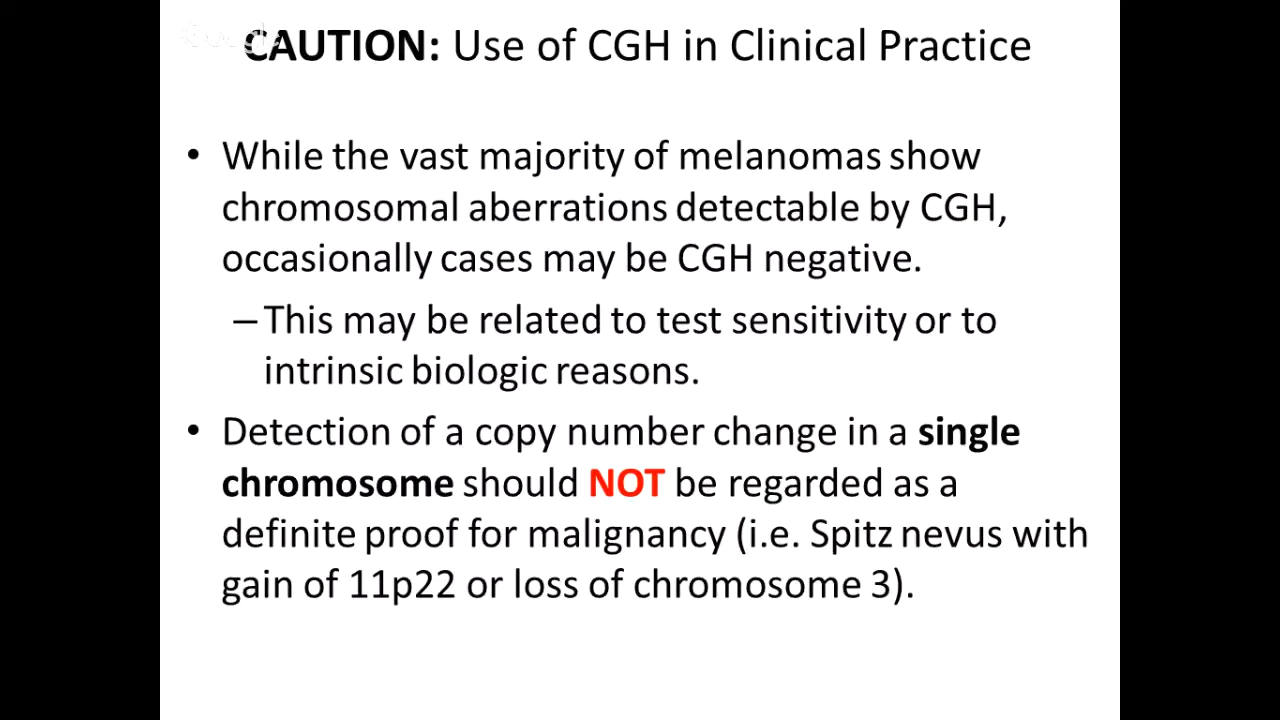 Google
CAUTION: Use of CGH in Clinical Practice
• While the vast majority of melanomas show
chromosomal aberrations detectable by CGH,
occasionally cases may be CGH negative.
– This may be related to test sensitivity or to
intrinsic biologic reasons.
• Detection of a copy number change in a single
chromosome should NOT be regarded as a
definite proof for malignancy (i.e. Spitz nevus with
gain of 11p22 or loss of chromosome 3).